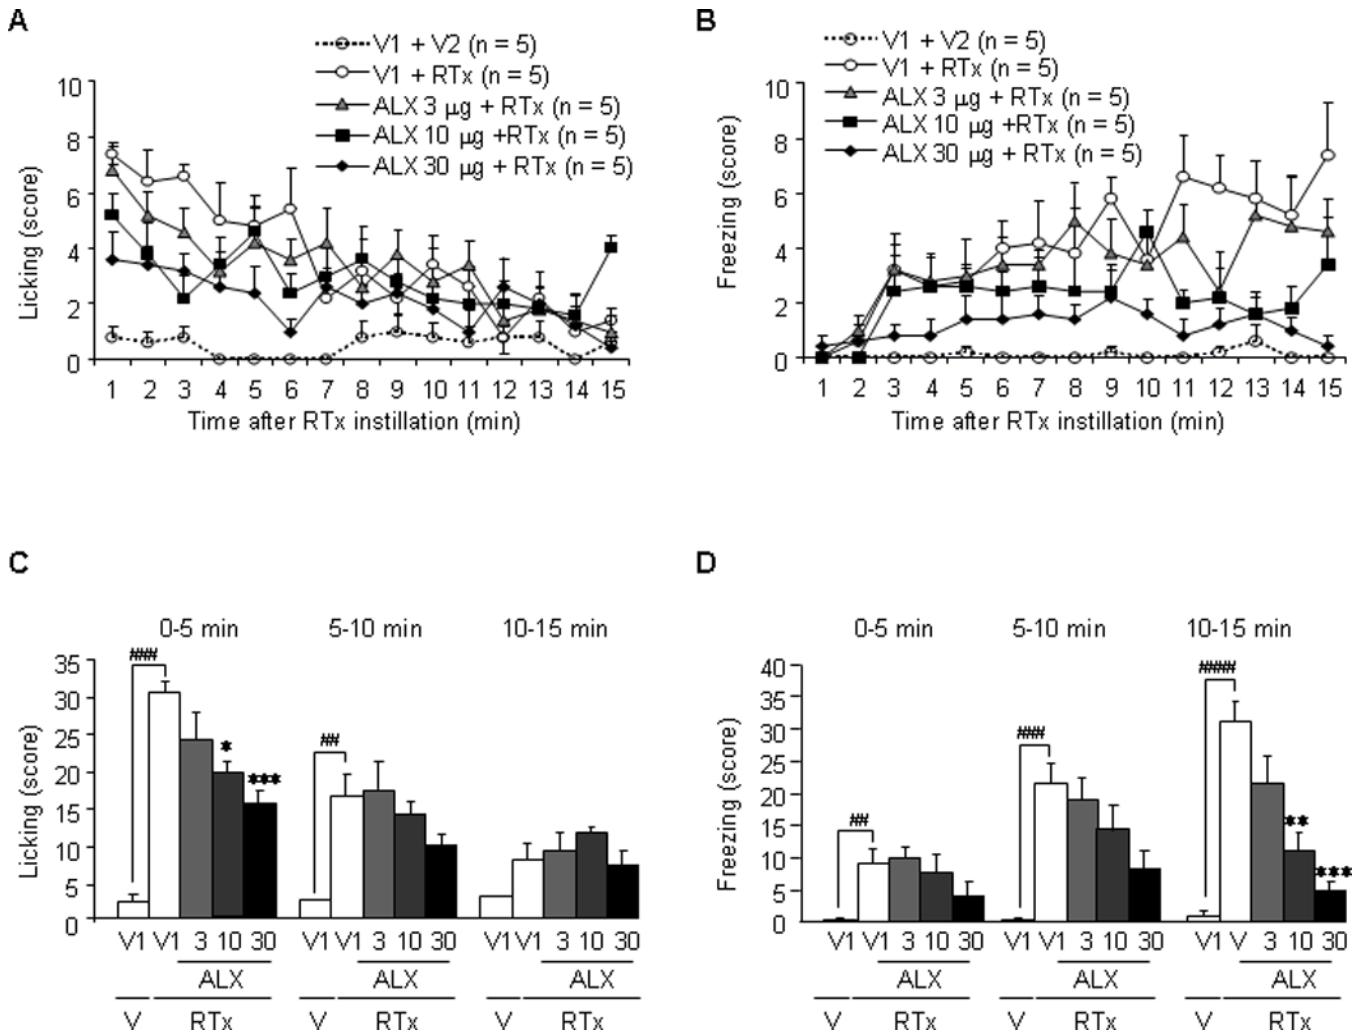 A
V1 + V2 (n = 5)
V1 + RTx (n = 5)
ALX 3 μg + RTx (n = 5)
ALX 10 μg +RTx (n = 5)
ALX 30 μg + RTx (n = 5)
Licking (score)
10
8
6
4
2
0
1 2 3 4 5 6 7 8 9 10 11 12 13 14 15
Time after RTx instillation (min)
B
V1 + V2 (n = 5)
V1 + RTx (n = 5)
ALX 3 μg + RTx (n = 5)
ALX 10 μg +RTx (n = 5)
ALX 30 μg + RTx (n = 5)
Freezing (score)
10
8
6
4
2
0
1 2 3 4 5 6 7 8 9 10 11 12 13 14 15
Time after RTx instillation (min)
C
0-5 min 5-10 min 10-15 min
Licking (score)
35
30
25
20
15
10
5
0
###
*
***
##
V1 V1 3 10 30 V1 V1 3 10 30 V1 V1 3 10 30
ALX ALX ALX
V RTx V RTx V RTx
D
0-5 min 5-10 min 10-15 min
Freezing (score)
40
35
30
25
20
15
10
5
0
##
###
####
**
***
V1 V1 3 10 30 V1 V1 3 10 30 V1 V 3 10 30
ALX ALX ALX
V RTx V RTx V RTx